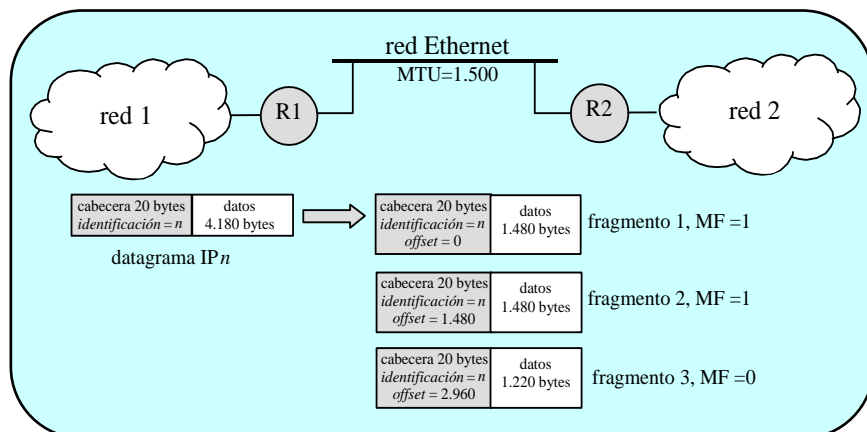 red Ethernet
MTU=1.500
red 1
R1
R2
red 2
cabecera 20 bytes
identificación = n
datos
4.180 bytes
datagrama IP n
cabecera 20 bytes
identificación = n
offset = 0
datos
1.480 bytes
fragmento 1, MF =1
cabecera 20 bytes
identificación = n
offset = 1.480
datos
1.480 bytes
fragmento 2, MF =1
cabecera 20 bytes
identificación = n
offset = 2.960
datos
1.220 bytes
fragmento 3, MF =0